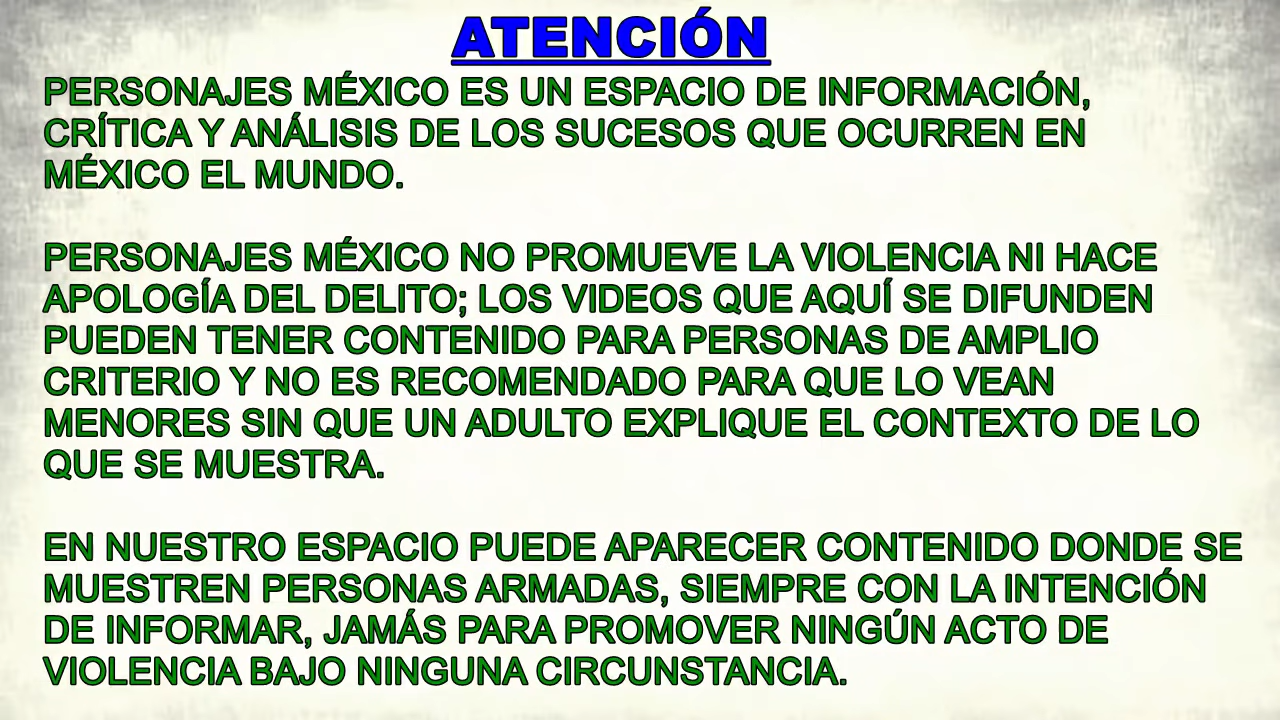 ATENCIÓN
PERSONAJES MÉXICO ES UN ESPACIO DE INFORMACIÓN,
CRÍTICA Y ANÁLISIS DE LOS SUCESOS QUE OCURREN EN
MÉXICO EL MUNDO.
PERSONAJES MÉXICO NO PROMUEVE LA VIOLENCIA NI HACE
APOLOGÍA DEL DELITO; LOS VIDEOS QUE AQUÍ SE DIFUNDEN
PUEDEN TENER CONTENIDO PARA PERSONAS DE AMPLIO
CRITERIO Y NO ES RECOMENDADO PARA QUE LO VEAN
MENORES SIN QUE UN ADULTO EXPLIQUE EL CONTEXTO DE LO
QUE SE MUESTRA.
EN NUESTRO ESPACIO PUEDE APARECER CONTENIDO DONDE SE
MUESTREN PERSONAS ARMADAS, SIEMPRE CON LA INTENCIÓN
DE INFORMAR, JAMÁS PARA PROMOVER NINGÚN ACTO DE
VIOLENCIA BAJO NINGUNA CIRCUNSTANCIA.